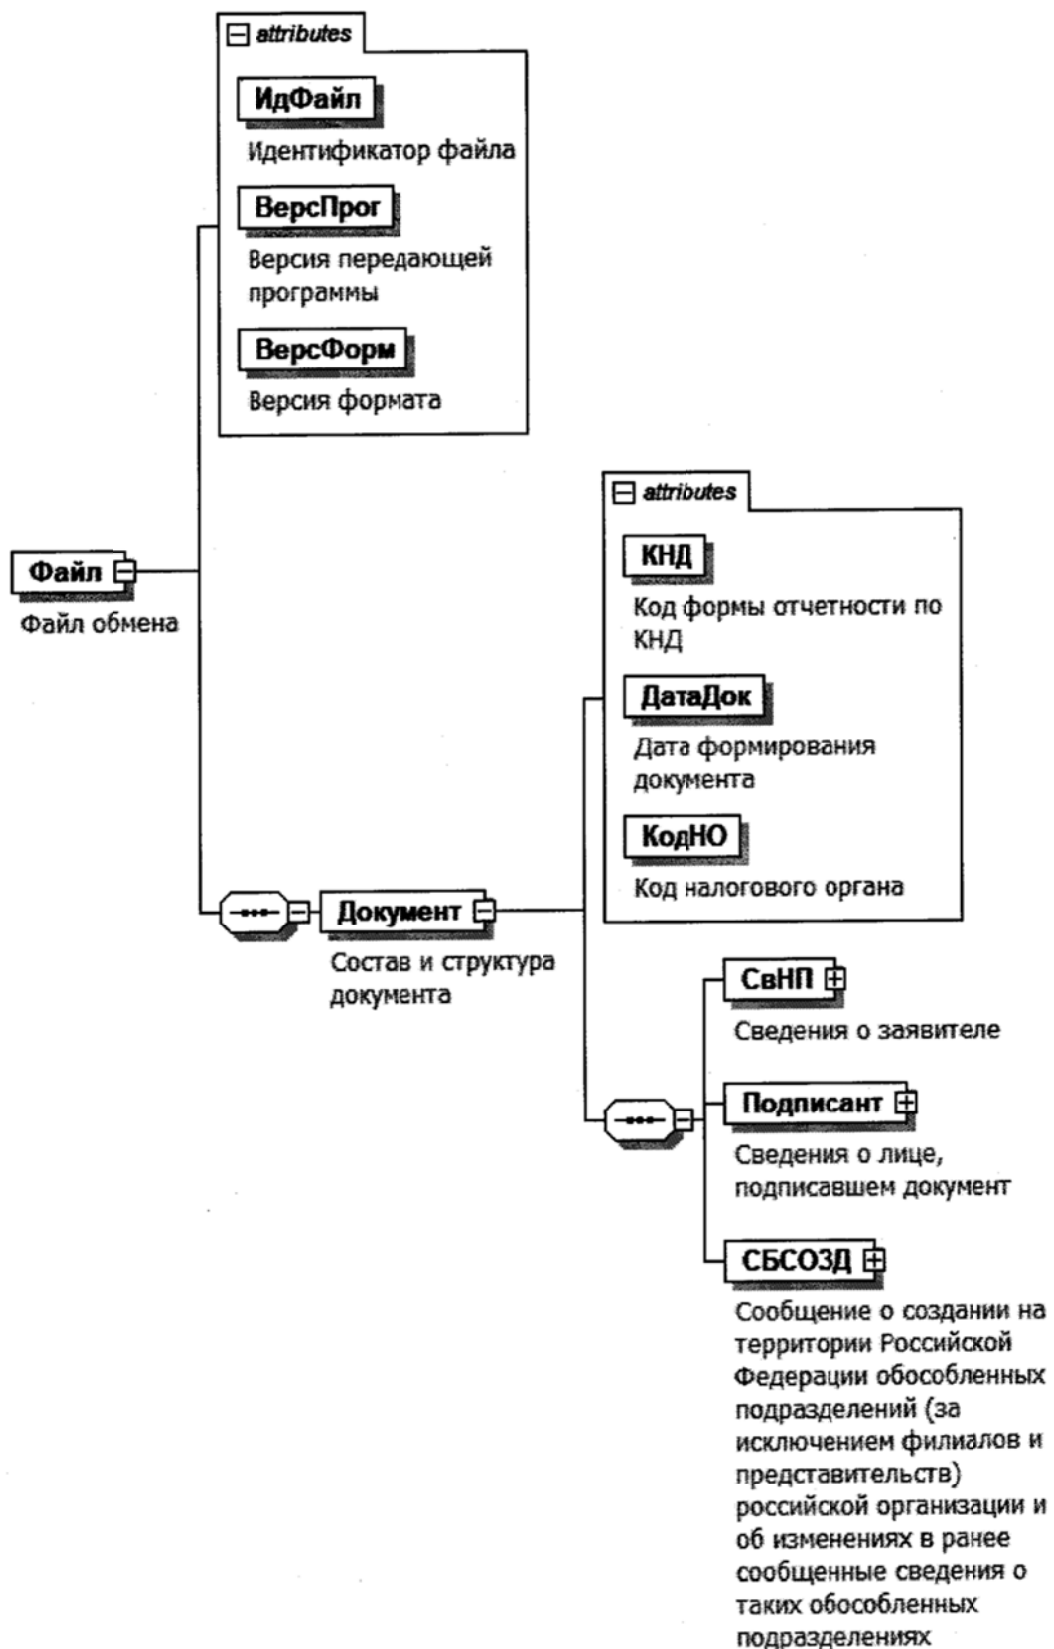 attributes
ИдФайл
Идентификатор файла
ВерсПрог
Версия передающей
программы
ВерсФорм
Версия формата
Файл
Файл обмена
attributes
КНД
Код формы отчетности по
КНД
ДатаДок
Дата формирования
документа
КодНО
Код налогового органа
Документ
Состав и структура
документа
СвНП
Сведения о заявителе
Подписант
Сведения о лице,
подписавшем документ
СБСОЗД
Сообщение о создании на
территории Российской
Федерации обособленных
подразделений (за
исключением филиалов и
представительств)
российской организации и
об изменениях в ранее
сообщенные сведения о
таких обособленных
подразделениях